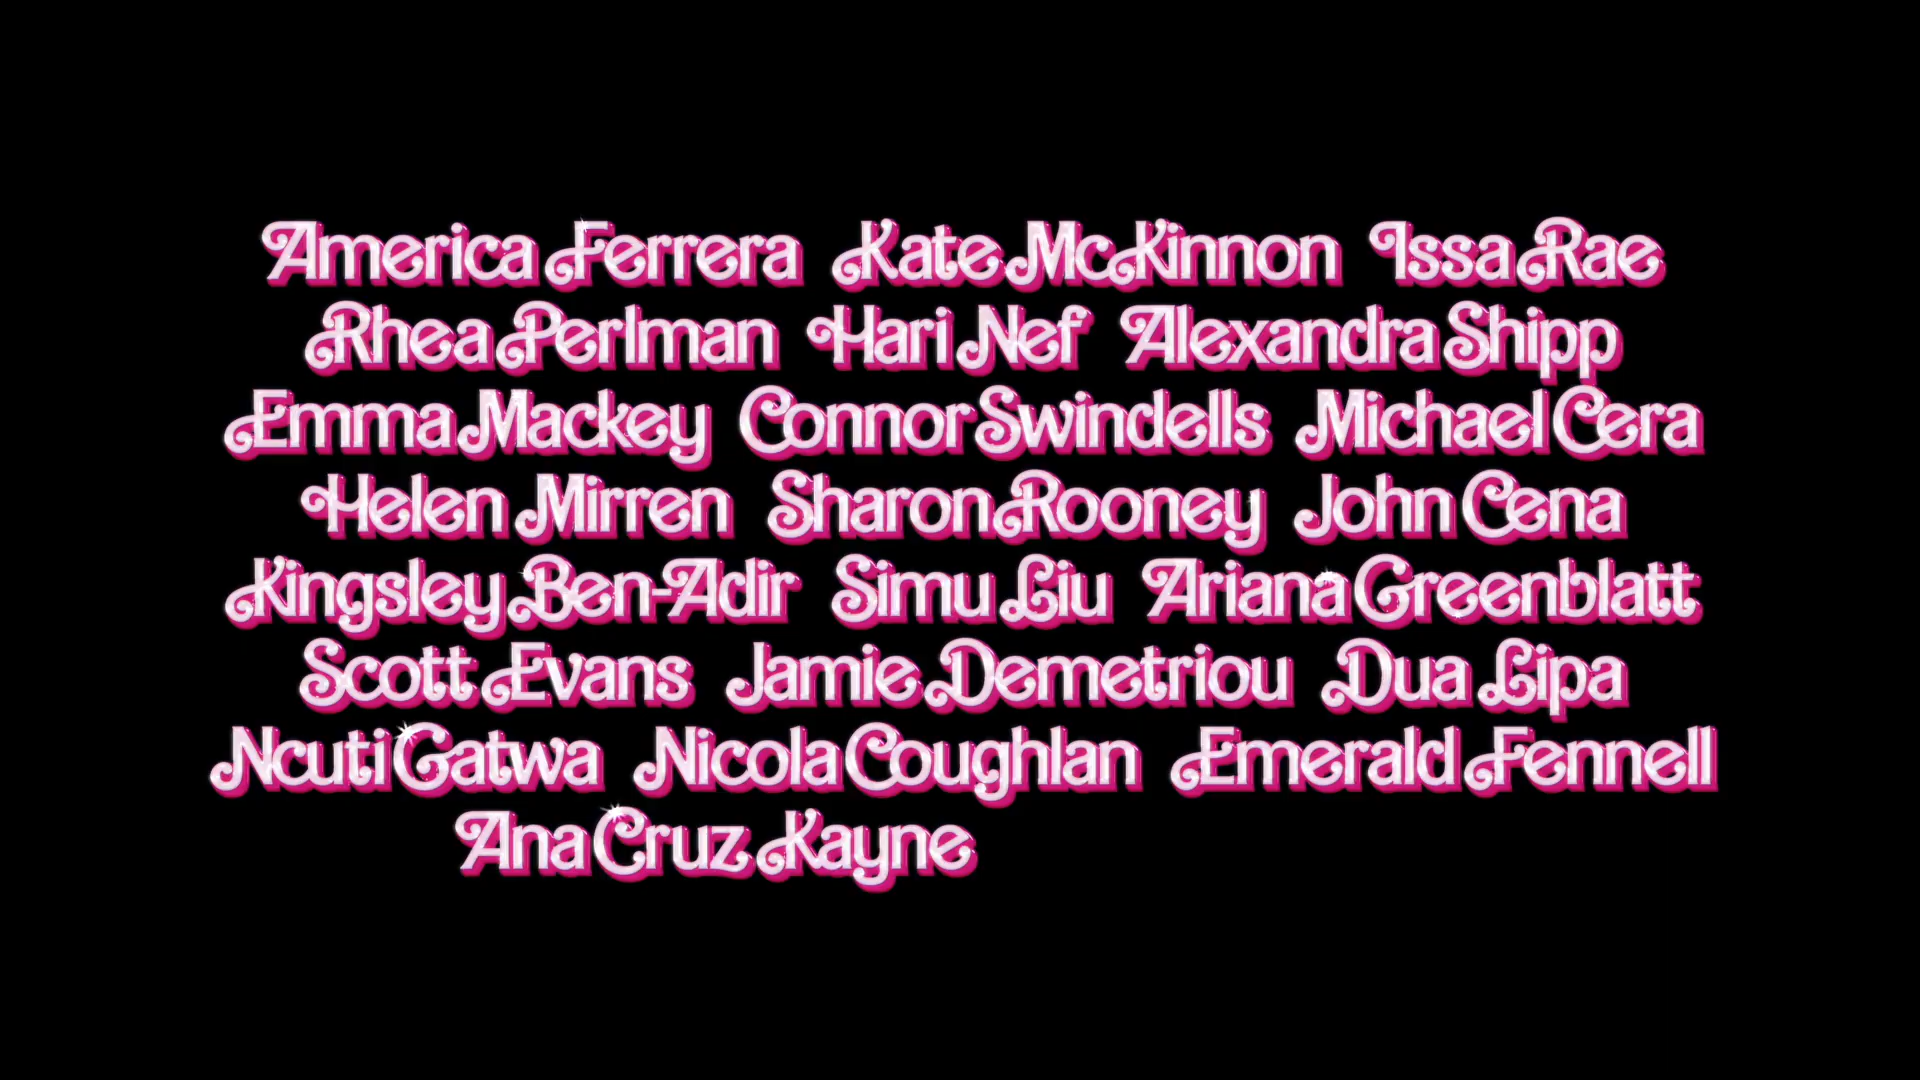 America Ferrera Kate McKinnon Issa Rae
Rhea Perlman Hari Nef Alexandra Shipp
Emma Mackey Connor Swindells Michael Cera
Helen Mirren Sharon Rooney John Cena
Kingsley Ben-Adir Simu Liu Ariana Greenblatt
Scott Evans Jamie Demetriou Dua Lipa
Ncuti Gatwa Nicola Coughlan Emerald Fennell
Ana Cruz Kayne